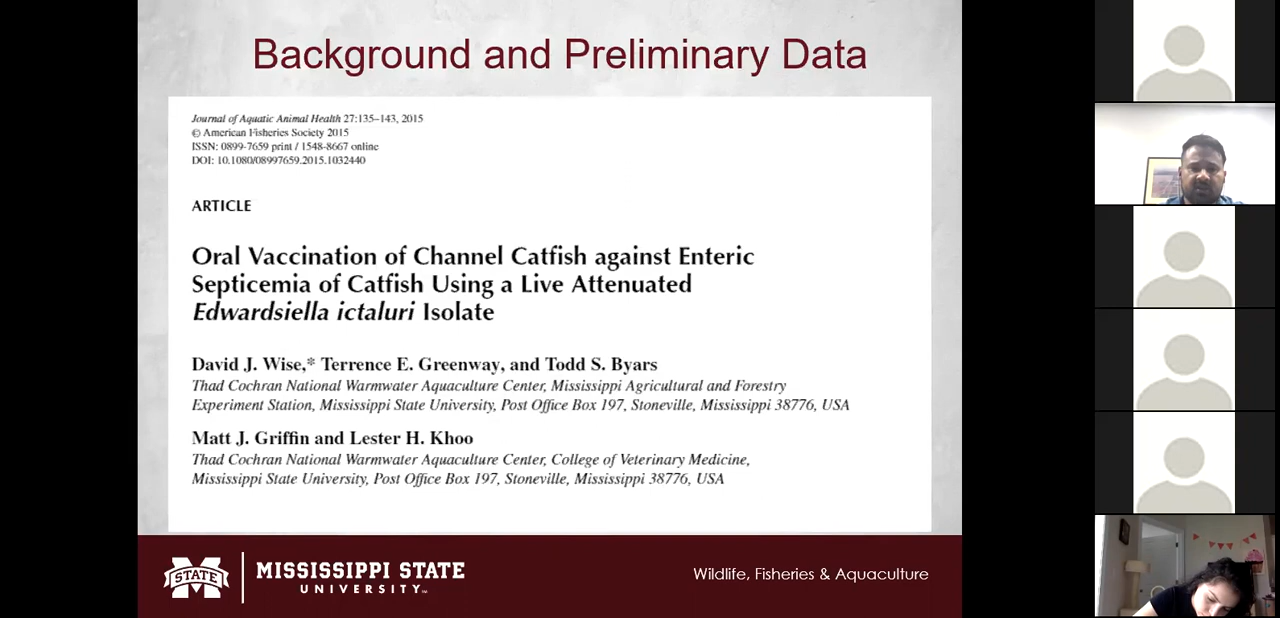 Background and Preliminary Data
Journal of Aquatic Animal Health 27:135–143, 2015
© American Fisheries Society 2015
ISSN: 0899-7659 print / 1548-8667 online
DOI: 10.1080/08997659.2015.1032440
ARTICLE
Oral Vaccination of Channel Catfish against Enteric
Septicemia of Catfish Using a Live Attenuated
Edwardsiella ictaluri Isolate
David J. Wise,* Terrence E. Greenway, and Todd S. Byars
Thad Cochran National Warmwater Aquaculture Center, Mississippi Agricultural and Forestry
Experiment Station, Mississippi State University, Post Office Box 197, Stoneville, Mississippi 38776, USA
Matt J. Griffin and Lester H. Khoo
Thad Cochran National Warmwater Aquaculture Center, College of Veterinary Medicine,
Mississippi State University, Post Office Box 197, Stoneville, Mississippi 38776, USA
STATE
MISSISSIPPI STATE
UNIVERSITY™
Wildlife, Fisheries & Aquaculture